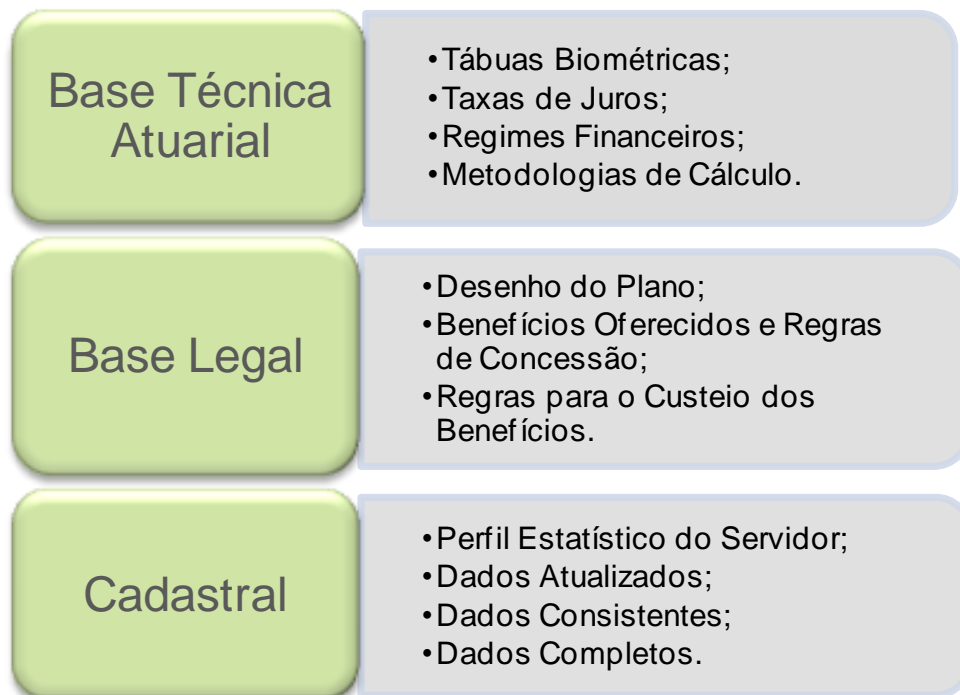 Base Técnica
Atuarial
•Tábuas Biométricas;
•Taxas de Juros;
•Regimes Financeiros;
•Metodologias de Cálculo.
Base Legal
•Desenho do Plano;
•Benefícios Oferecidos e Regras
de Concessão;
•Regras para o Custeio dos
Benefícios.
Cadastral
•Perfil Estatístico do Servidor;
•Dados Atualizados;
•Dados Consistentes;
•Dados Completos.